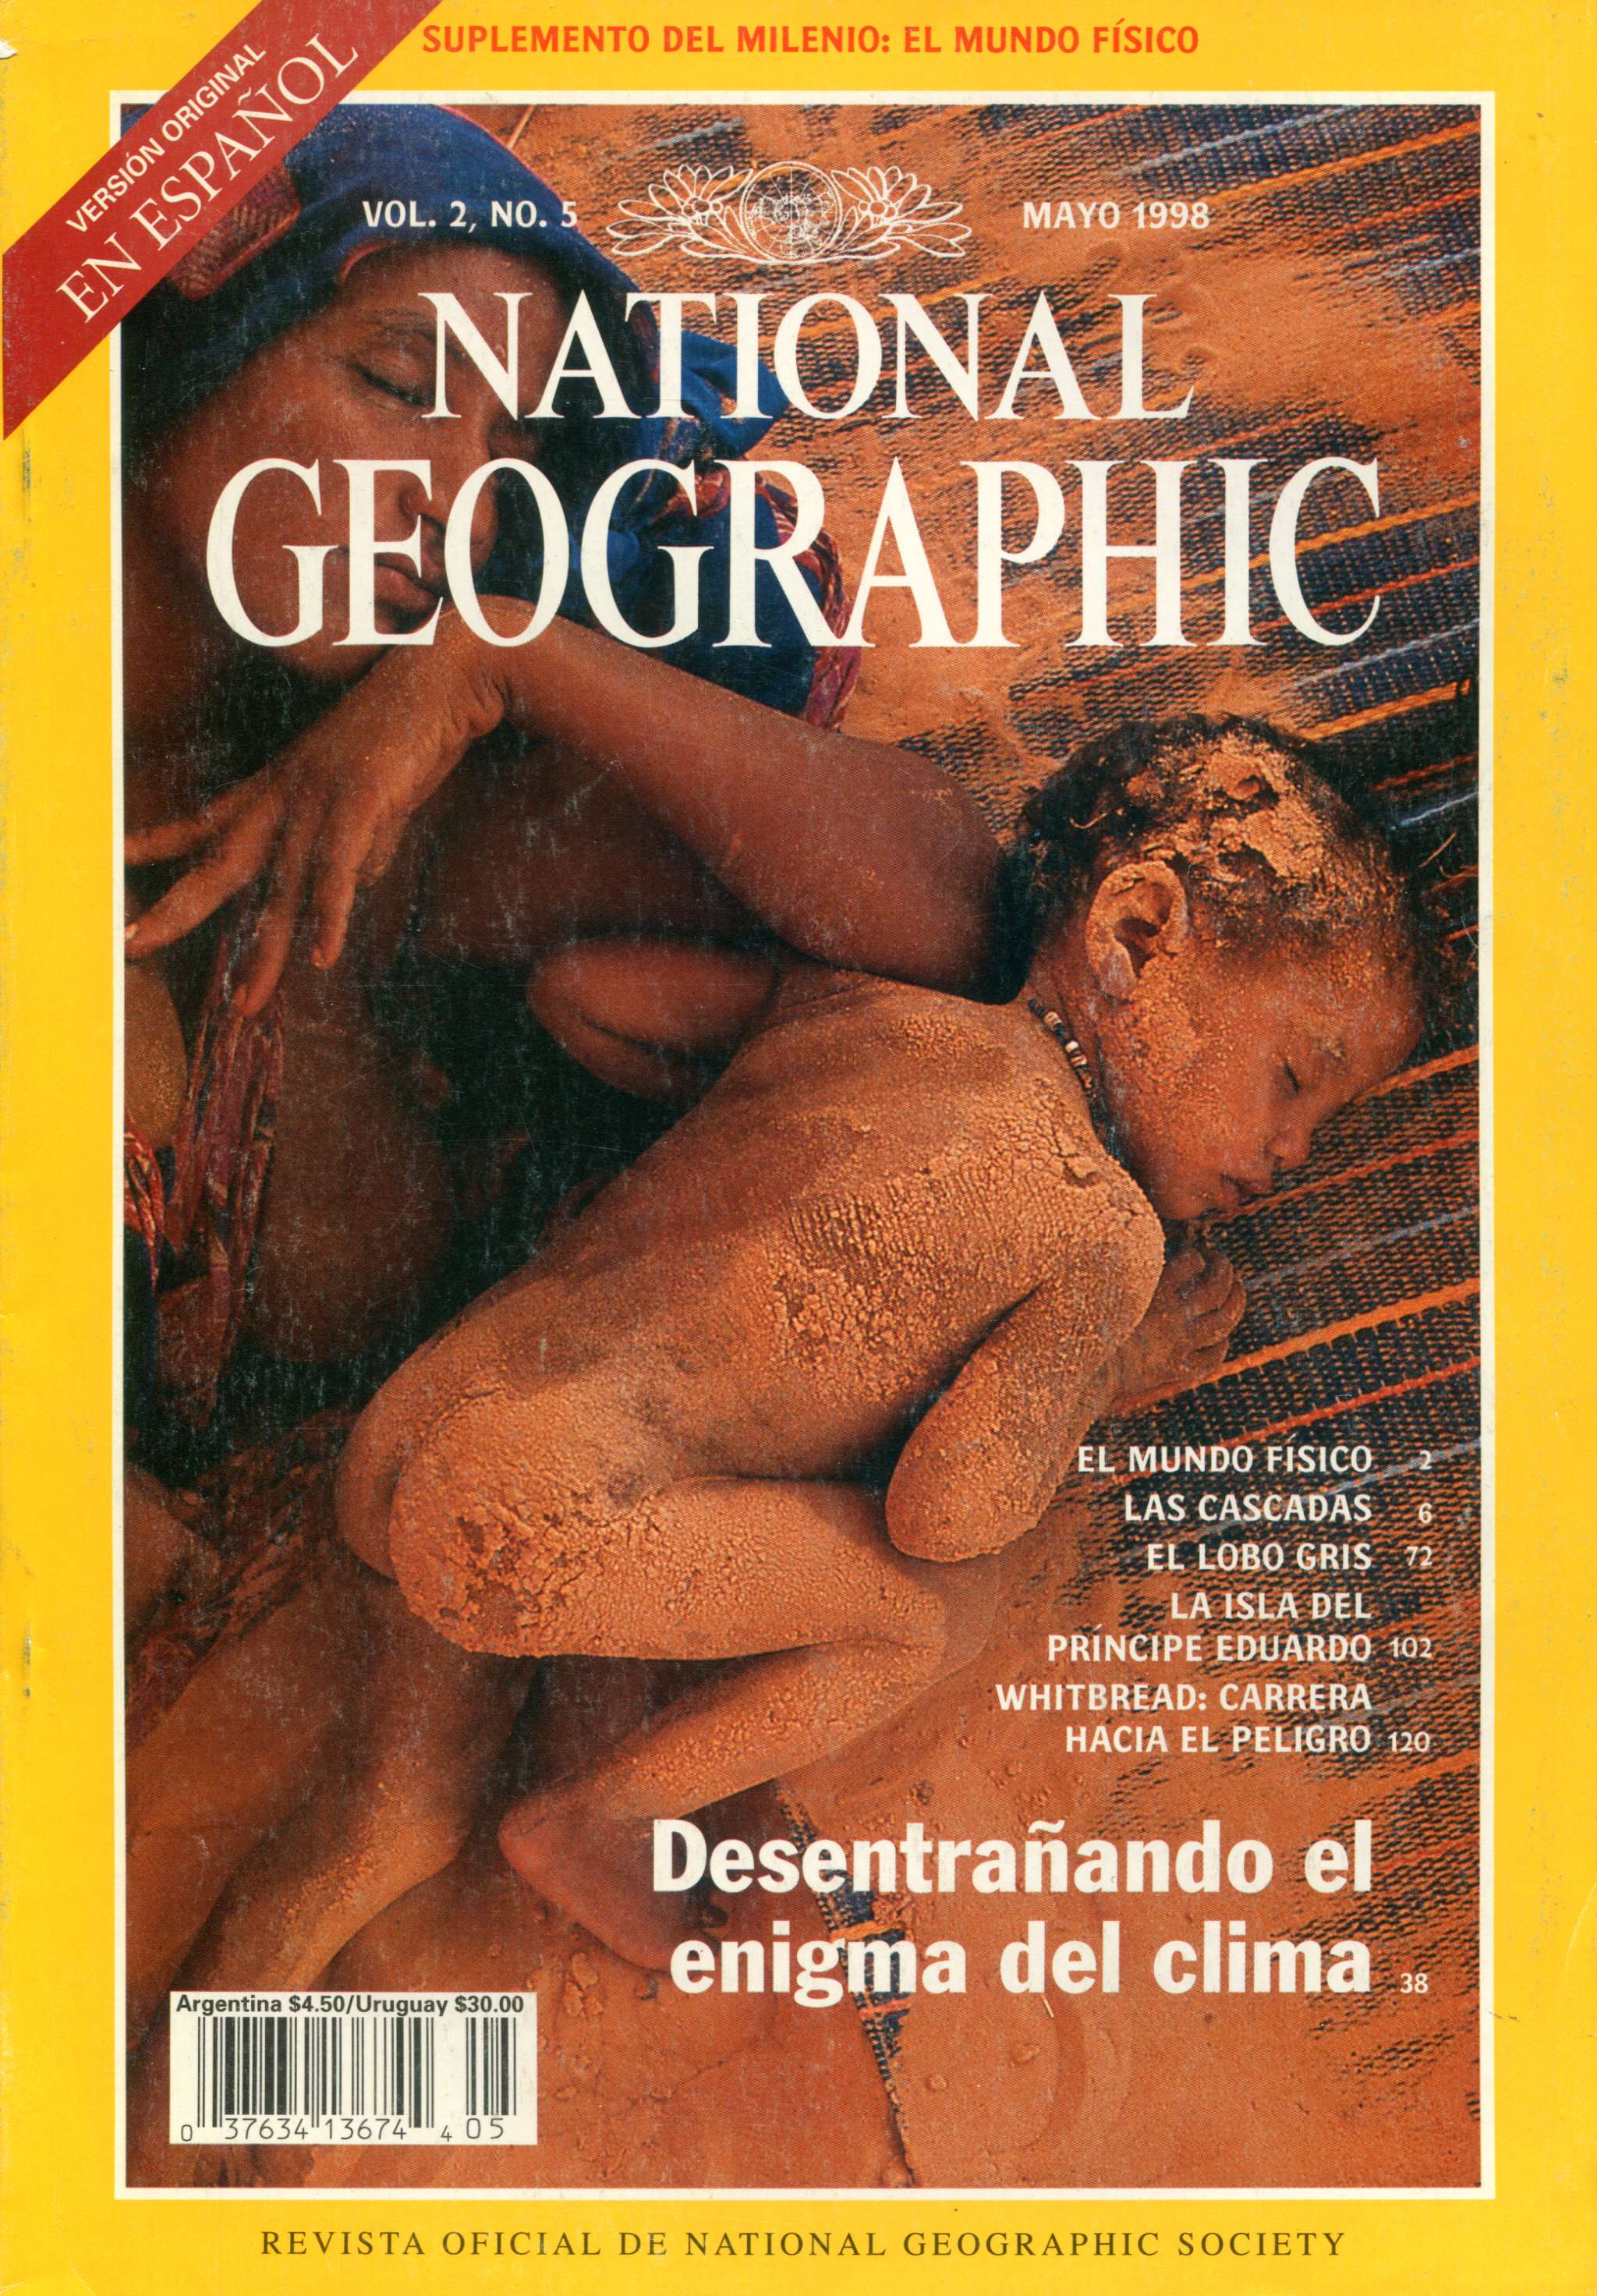 SUPLEMENTO DEL MILENIO: EL MUNDO FÍSICO
VERSIÓN ORIGINAL
EN ESPAÑOL
VOL. 2, NO. 5
MAYO 1998
NATIONAL
GEOGRAPHIC
EL MUNDO FÍSICO 2
LAS CASCADAS 6
EL LOBO GRIS 72
LA ISLA DEL
PRÍNCIPE EDUARDO 102
WHITBREAD: CARRERA
HACIA EL PELIGRO 120
Desentrañando el
enigma del clima 38
Argentina $4.50/Uruguay $30.00
0 37634 13674 4 05
REVISTA OFICIAL DE NATIONAL GEOGRAPHIC SOCIETY